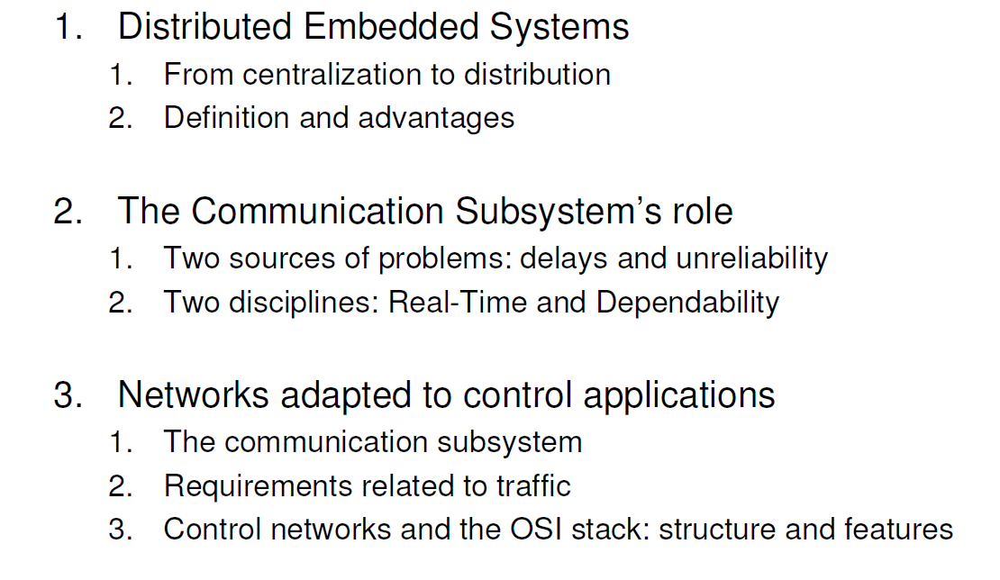 1. Distributed Embedded Systems
1. From centralization to distribution
2. Definition and advantages
2. The Communication Subsystem’s role
1. Two sources of problems: delays and unreliability
2. Two disciplines: Real-Time and Dependability
3. Networks adapted to control applications
1. The communication subsystem
2. Requirements related to traffic
3. Control networks and the OSI stack: structure and features